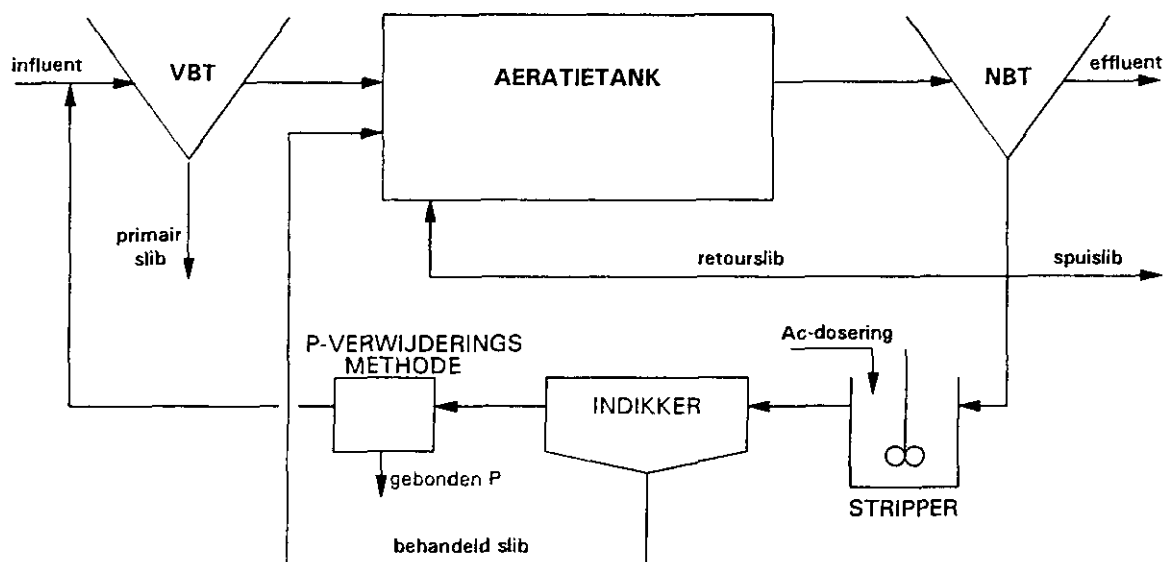 influent
VBT
AERATIETANK
NBT
effluent
primair
slib
retourslib
spuislib
P-VERWIJDERINGS
METHODE
Ac-dosering
INDIKKER
gebonden P
STRIPPER
behandeld slib